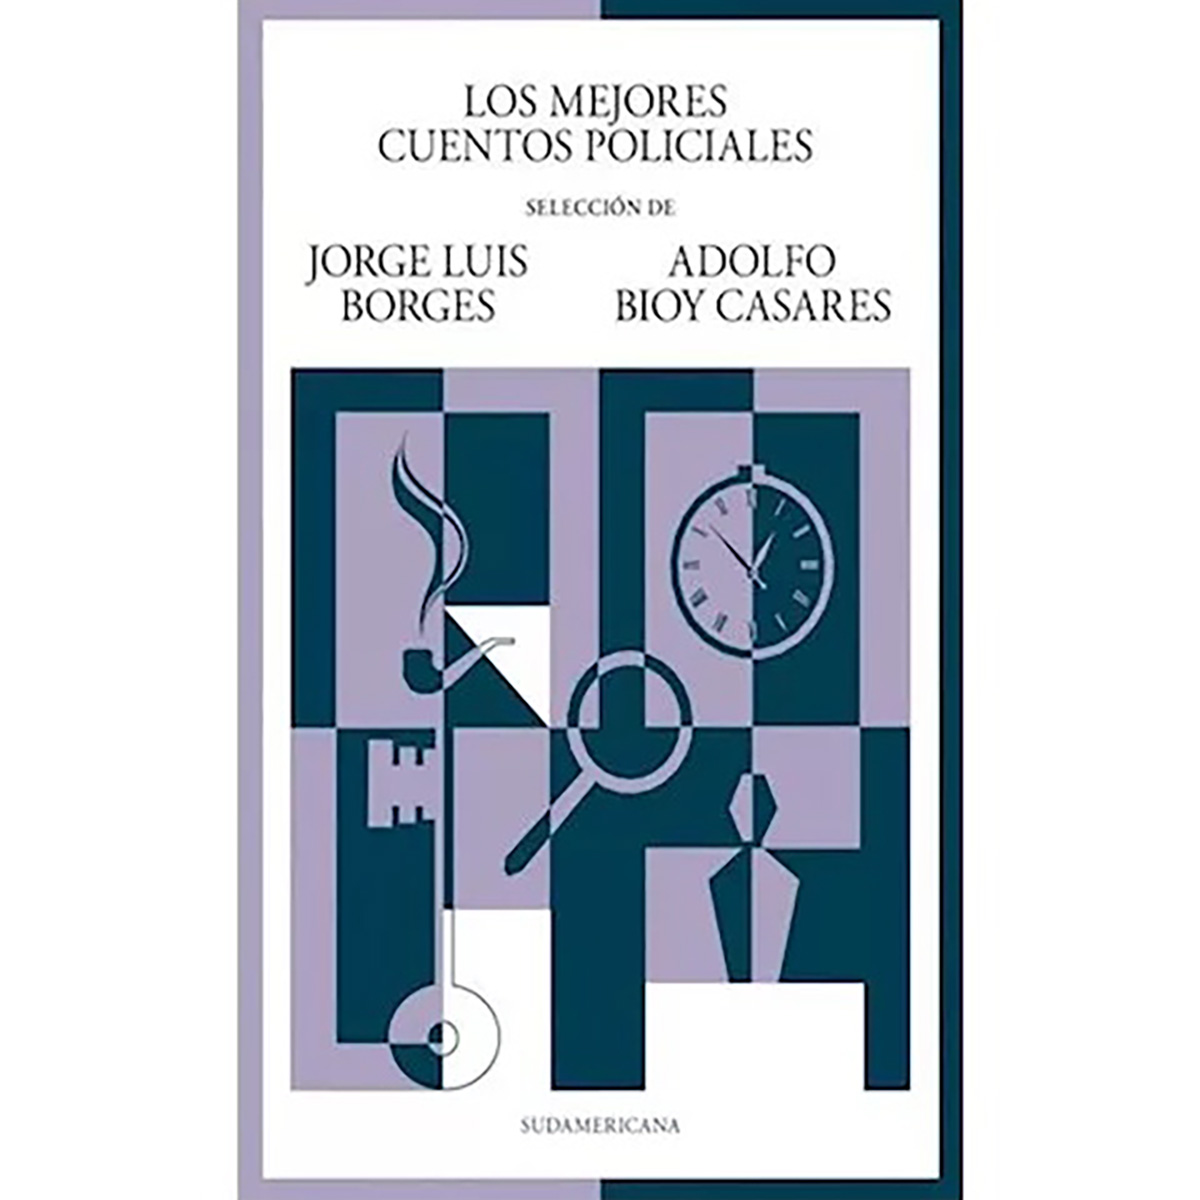 LOS MEJORES
CUENTOS POLICIALES
SELECCIÓN DE
JORGE LUIS
BORGES
ADOLFO
BIOY CASARES
SUDAMERICANA